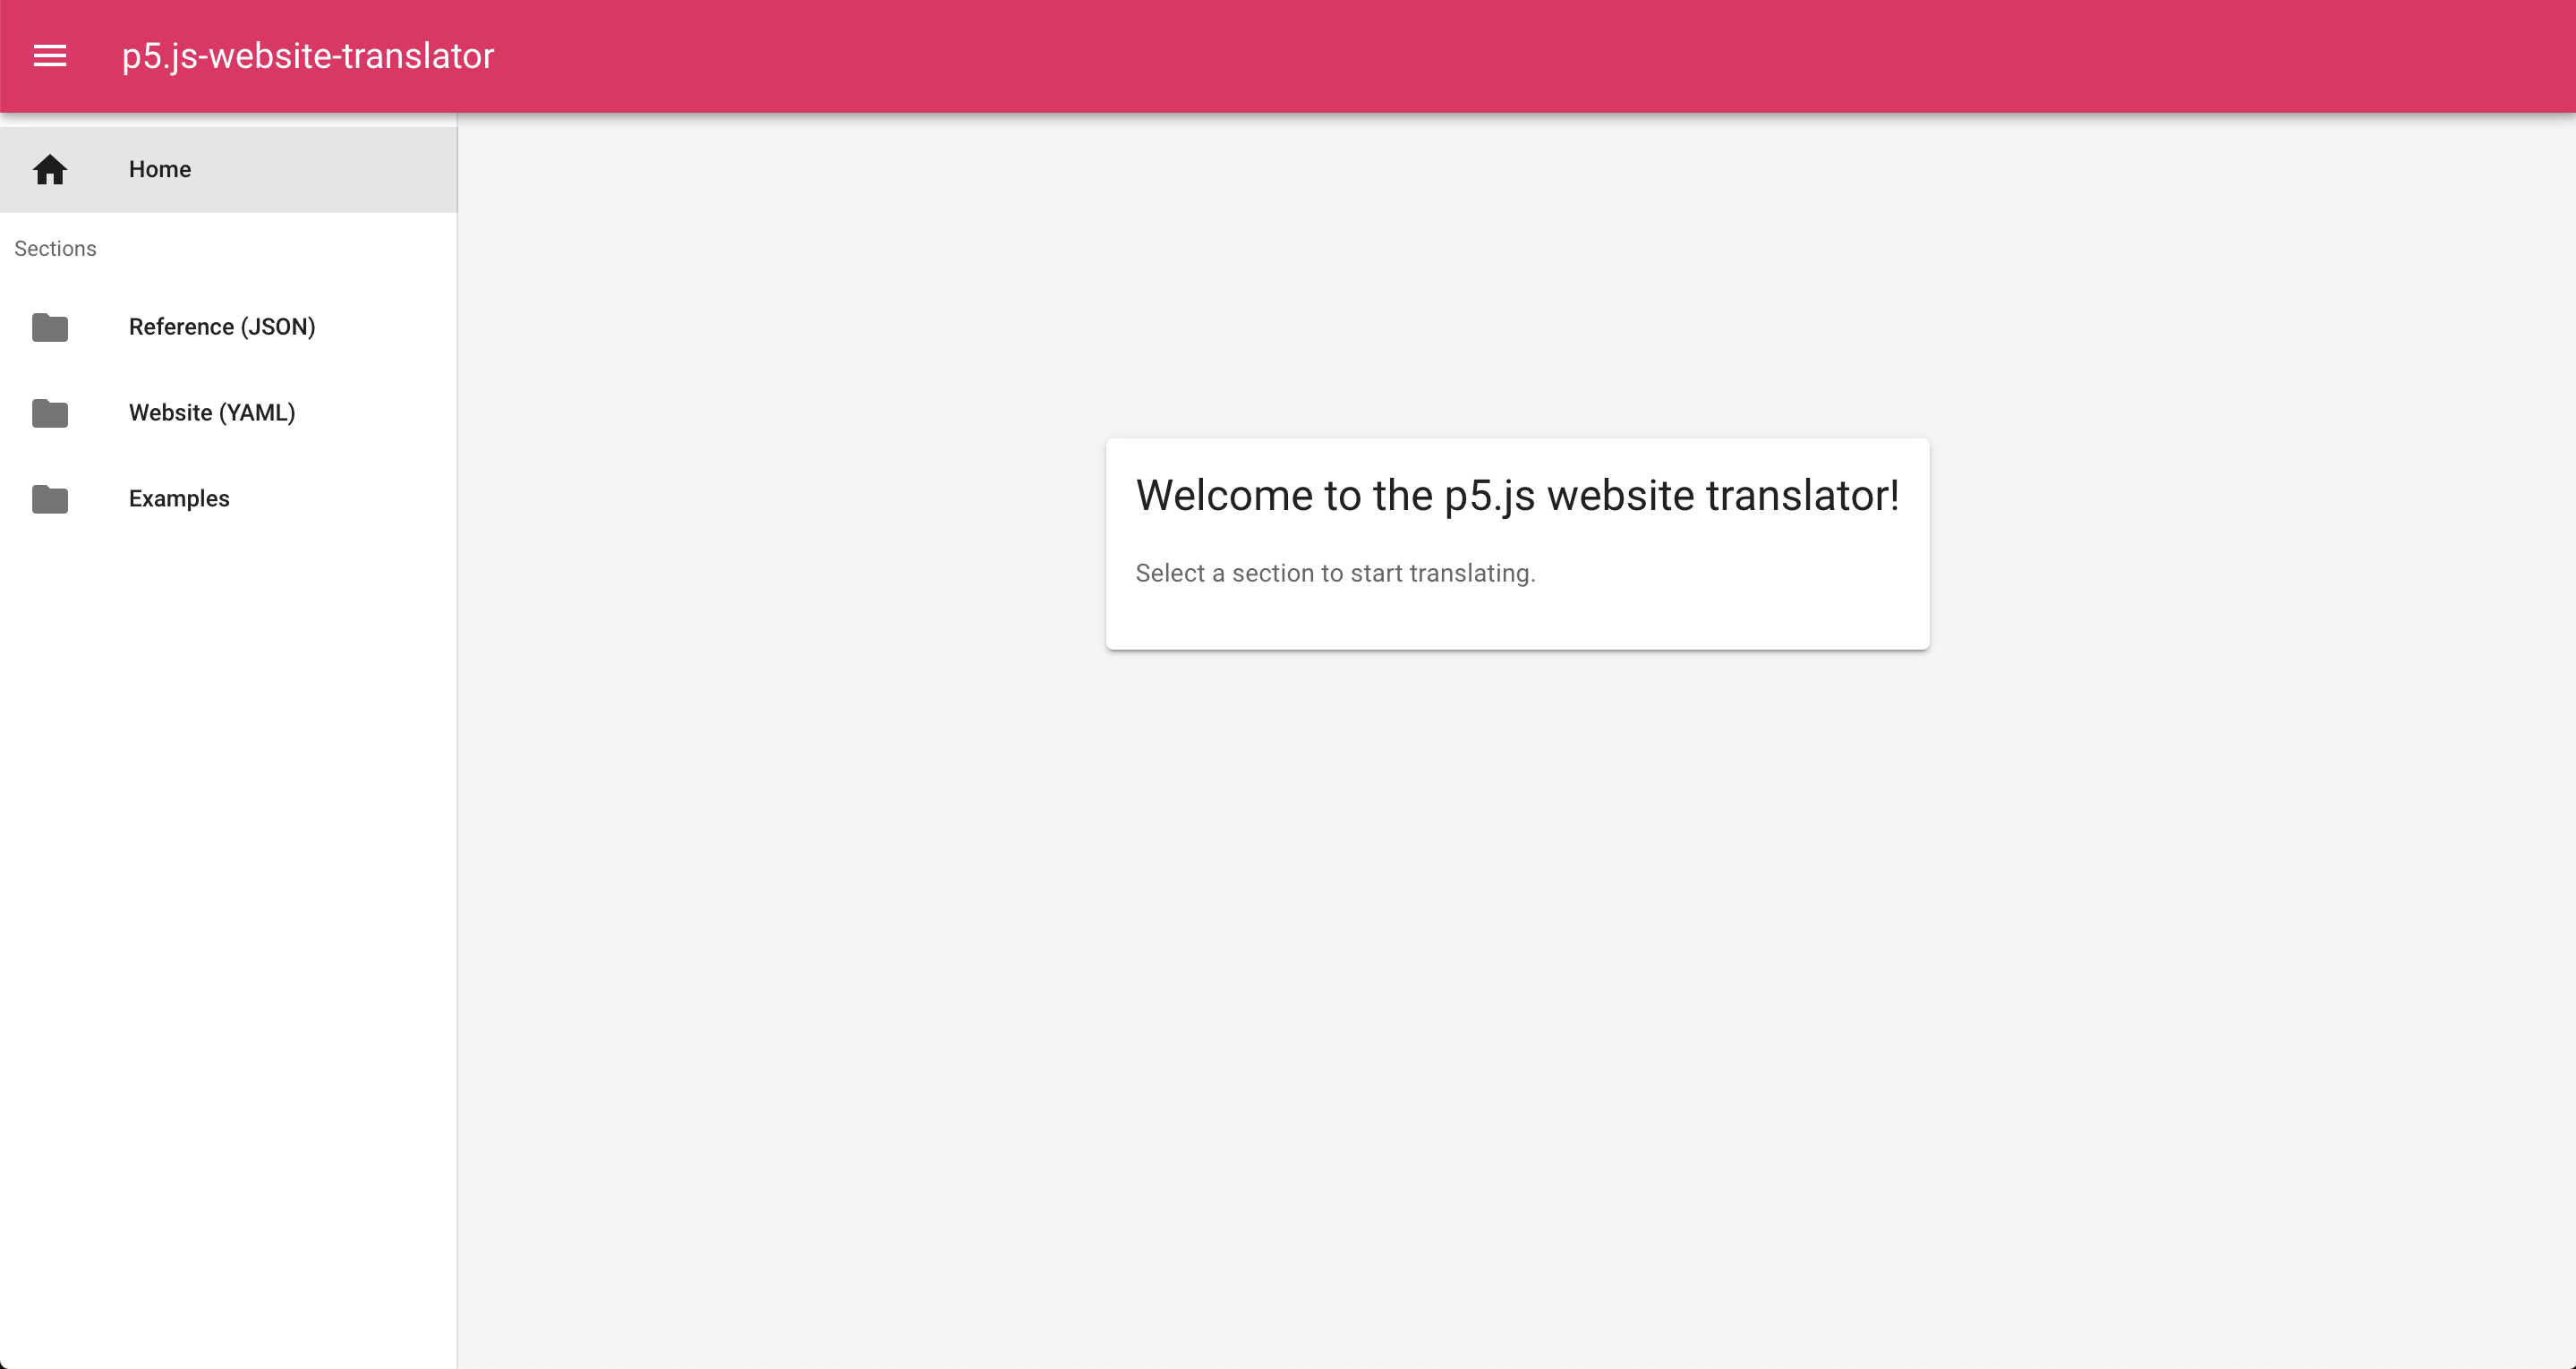 p5.js-website-translator
Home
Sections
Reference (JSON)
Website (YAML)
Examples
Welcome to the p5.js website translator!
Select a section to start translating.